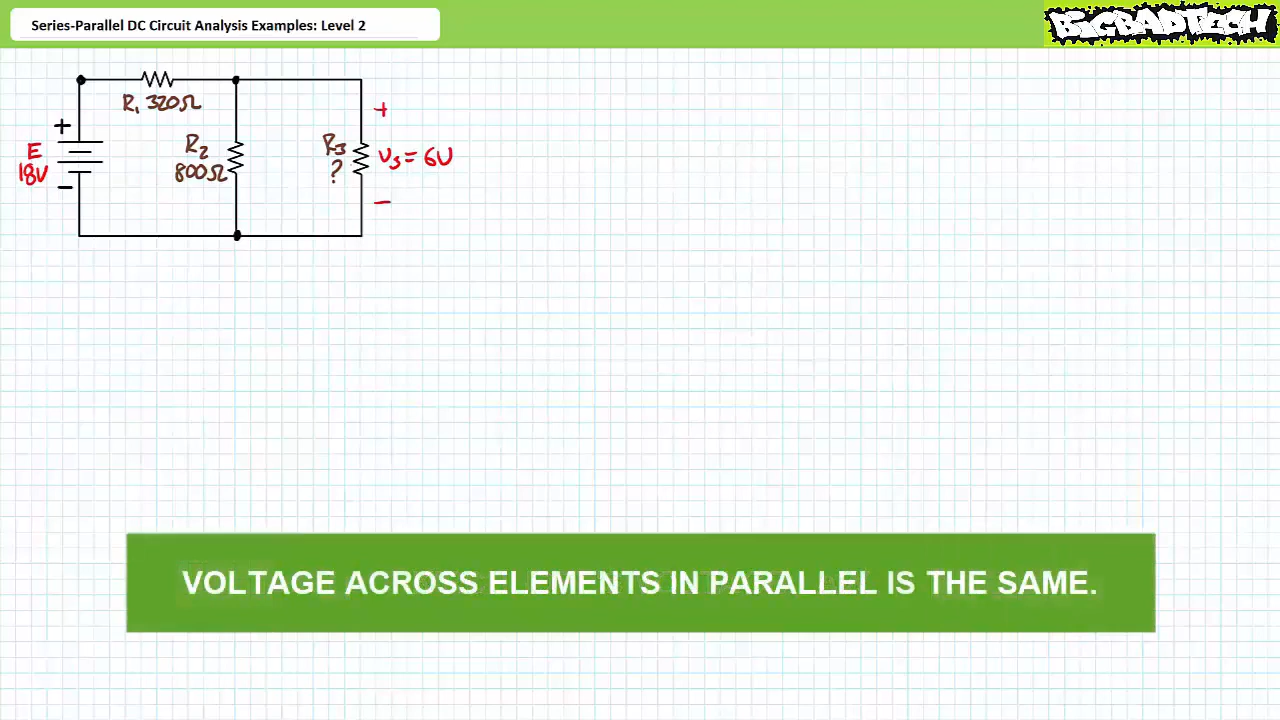 Series-Parallel DC Circuit Analysis Examples: Level 2
BIGBADTECH
R1 320Ω
+
+
E
18V
R2
800Ω
R3
?
V3 = 6V
-
-
VOLTAGE ACROSS ELEMENTS IN PARALLEL IS THE SAME.